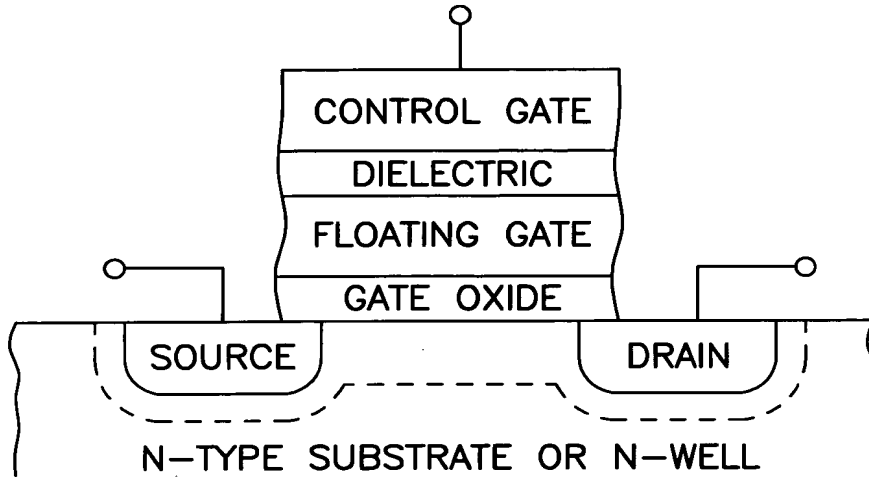 CONTROL GATE
DIELECTRIC
FLOATING GATE
GATE OXIDE
SOURCE
DRAIN
N-TYPE SUBSTRATE OR N-WELL